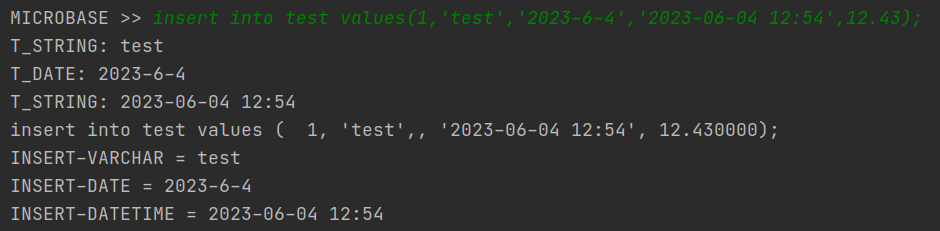 MICROBASE >> insert into test values(1,'test','2023-6-4','2023-06-04 12:54',12.43);
T_STRING: test
T_DATE: 2023-6-4
T_STRING: 2023-06-04 12:54
insert into test values (  1, 'test',, '2023-06-04 12:54', 12.430000);
INSERT-VARCHAR = test
INSERT-DATE = 2023-6-4
INSERT-DATETIME = 2023-06-04 12:54